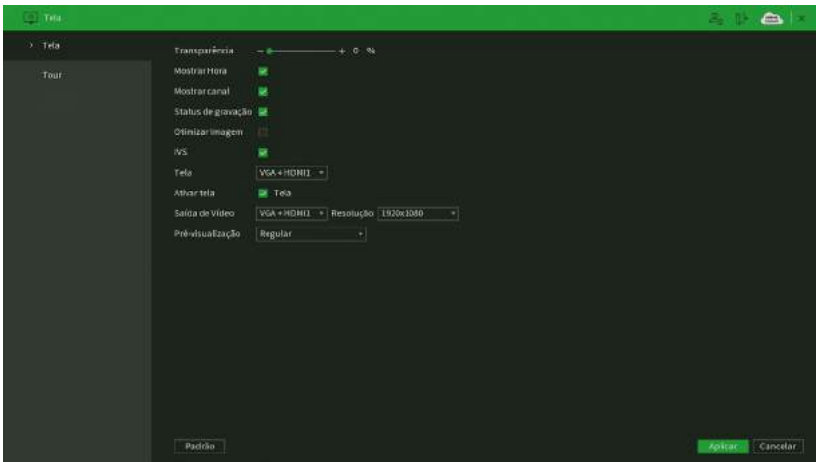 Tela
> Tela
Tour
Transparência - + 0 %
Mostrar Hora
Mostrar canal
Status de gravação
Otimizar Imagem
IVS
Tela VGA + HDMI1
Ativar tela Tela
Saída de Vídeo VGA + HDMI1 Resolução 1920x1080
Pré-visualização Regular
Padrão Aplicar Cancelar